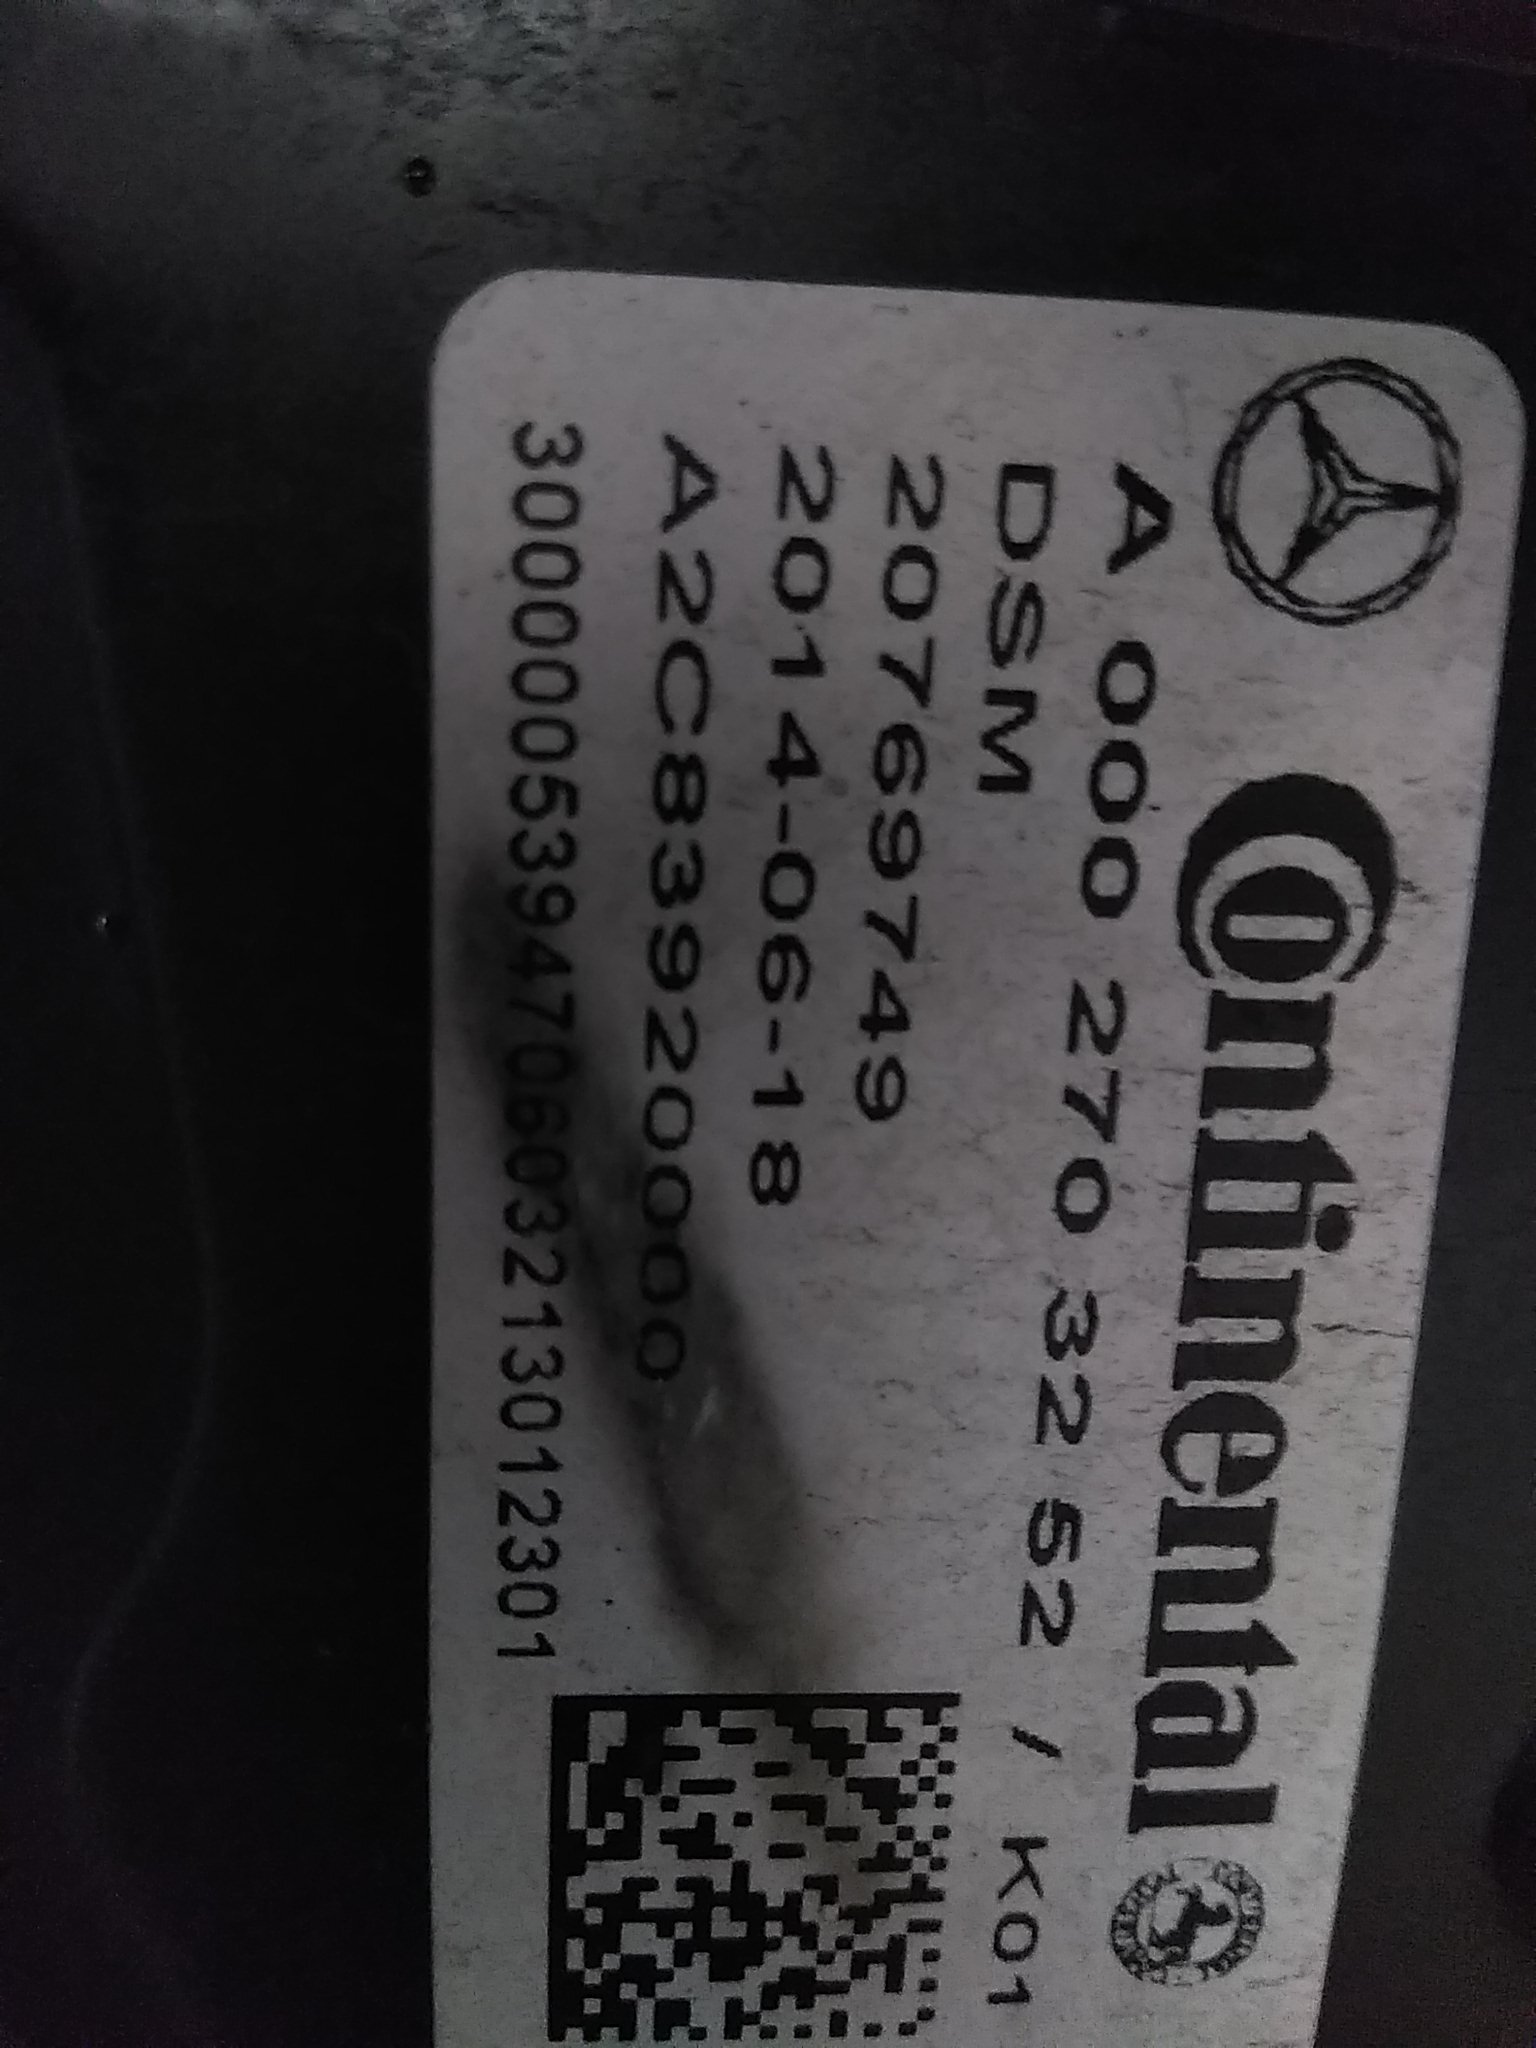 Continental
A 000 270 32 52 / K01
DSM
20769749
2014-06-18
A2C83920000
300000539470603213012301